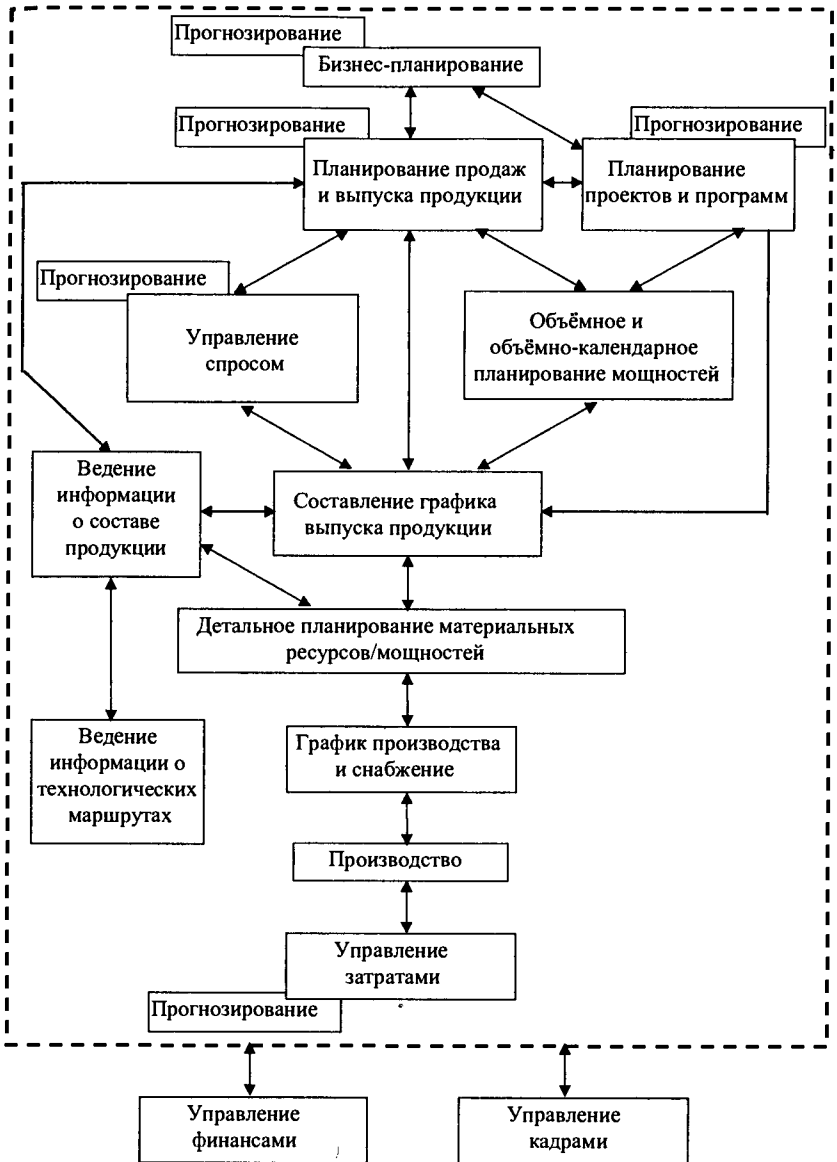 Прогнозирование
Бизнес-планирование
Прогнозирование
Прогнозирование
Планирование продаж
и выпуска продукции
Планирование
проектов и программ
Прогнозирование
Управление
спросом
Объёмное и
объёмно-календарное
планирование мощностей
Ведение
информации
о составе
продукции
Составление графика
выпуска продукции
Детальное планирование материальных
ресурсов/мощностей
Ведение
информации о
технологических
маршрутах
График производства
и снабжение
Производство
Управление
затратами
Прогнозирование
Управление
финансами
Управление
кадрами